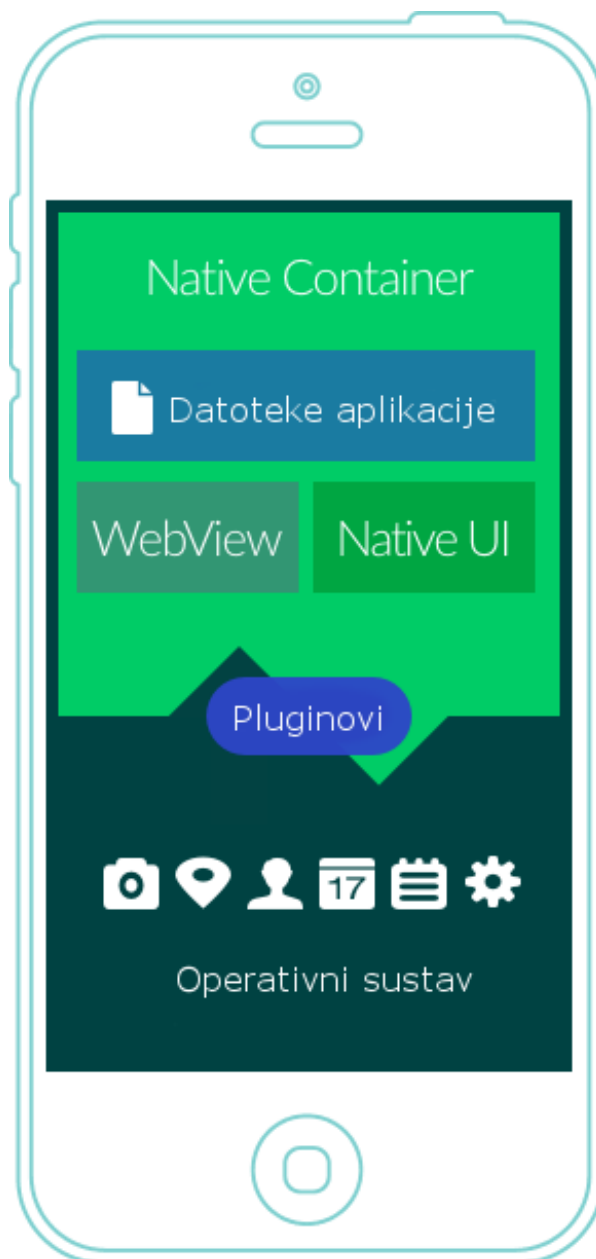 Native Container
Datoteke aplikacije
WebView
Native UI
Pluginovi
17
Operativni sustav